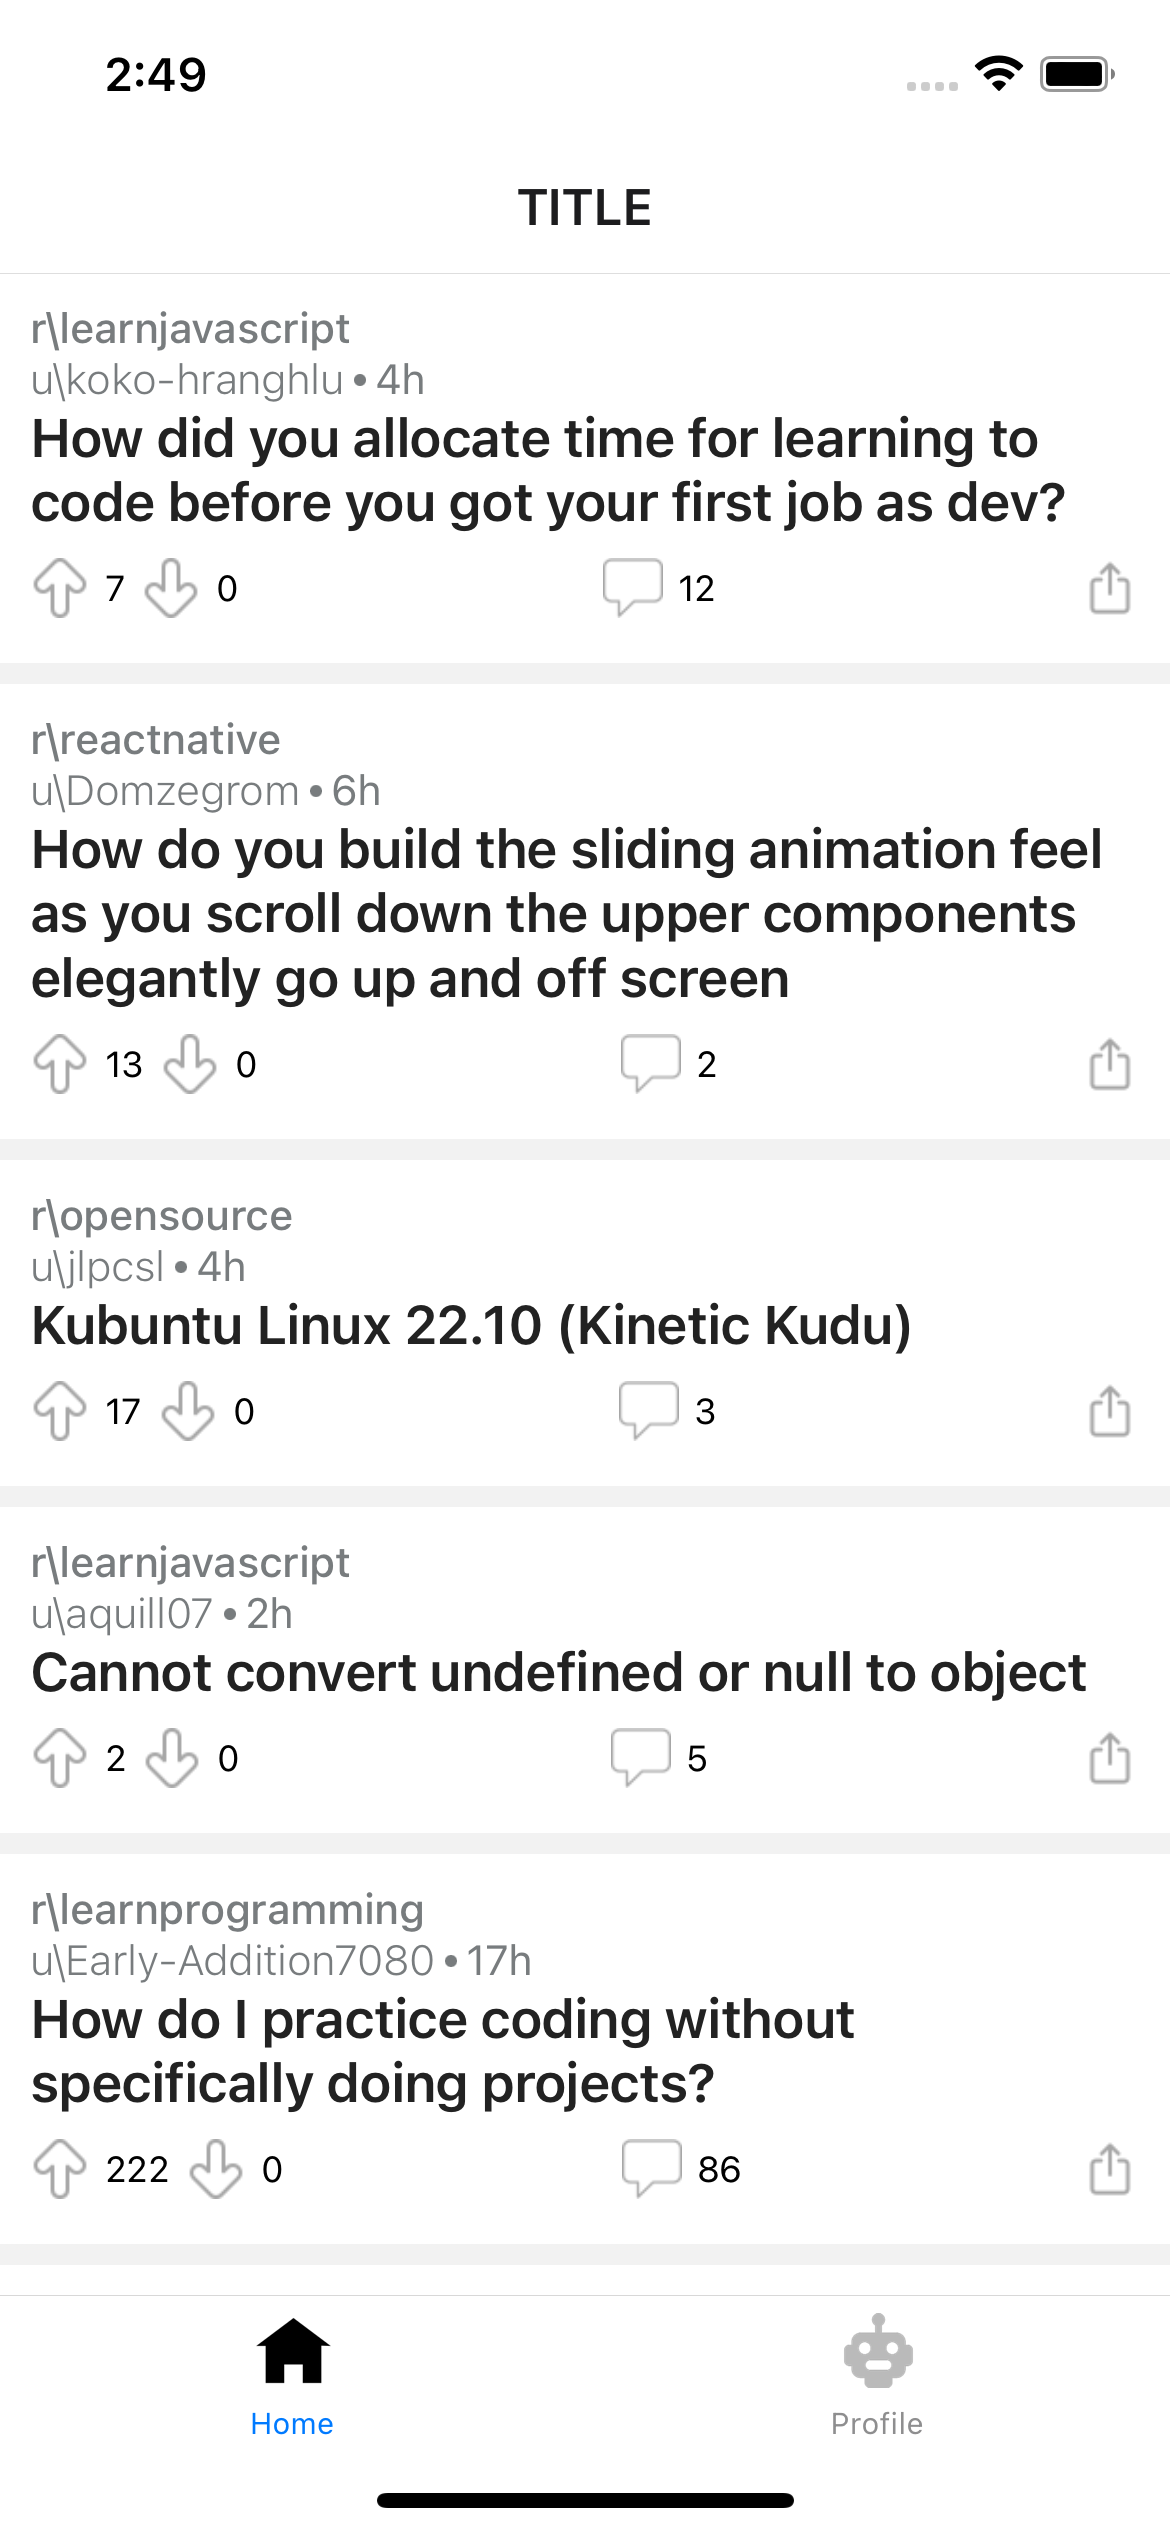 2:49
TITLE
r\learnjavascript
u\koko-hranghlu • 4h
How did you allocate time for learning to
code before you got your first job as dev?
7 0 12
r\reactnative
u\Domzegrom • 6h
How do you build the sliding animation feel
as you scroll down the upper components
elegantly go up and off screen
13 0 2
r\opensource
u\jlpcsl • 4h
Kubuntu Linux 22.10 (Kinetic Kudu)
17 0 3
r\learnjavascript
u\aquill07 • 2h
Cannot convert undefined or null to object
2 0 5
r\learnprogramming
u\Early-Addition7080 • 17h
How do I practice coding without
specifically doing projects?
222 0 86
Home Profile